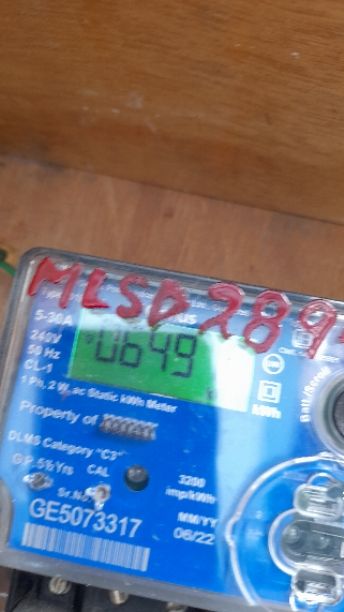 MLSD289
5-30A
240V
50 Hz
CL-1
0649
kWh
1 Ph, 2 W, ac Static kWh Meter
Property of
DLMS Category "C3"
G.P.-5½ Yrs CAL
3200
imp/kWh
Sr.No.
GE5073317
MM/YY
06/22